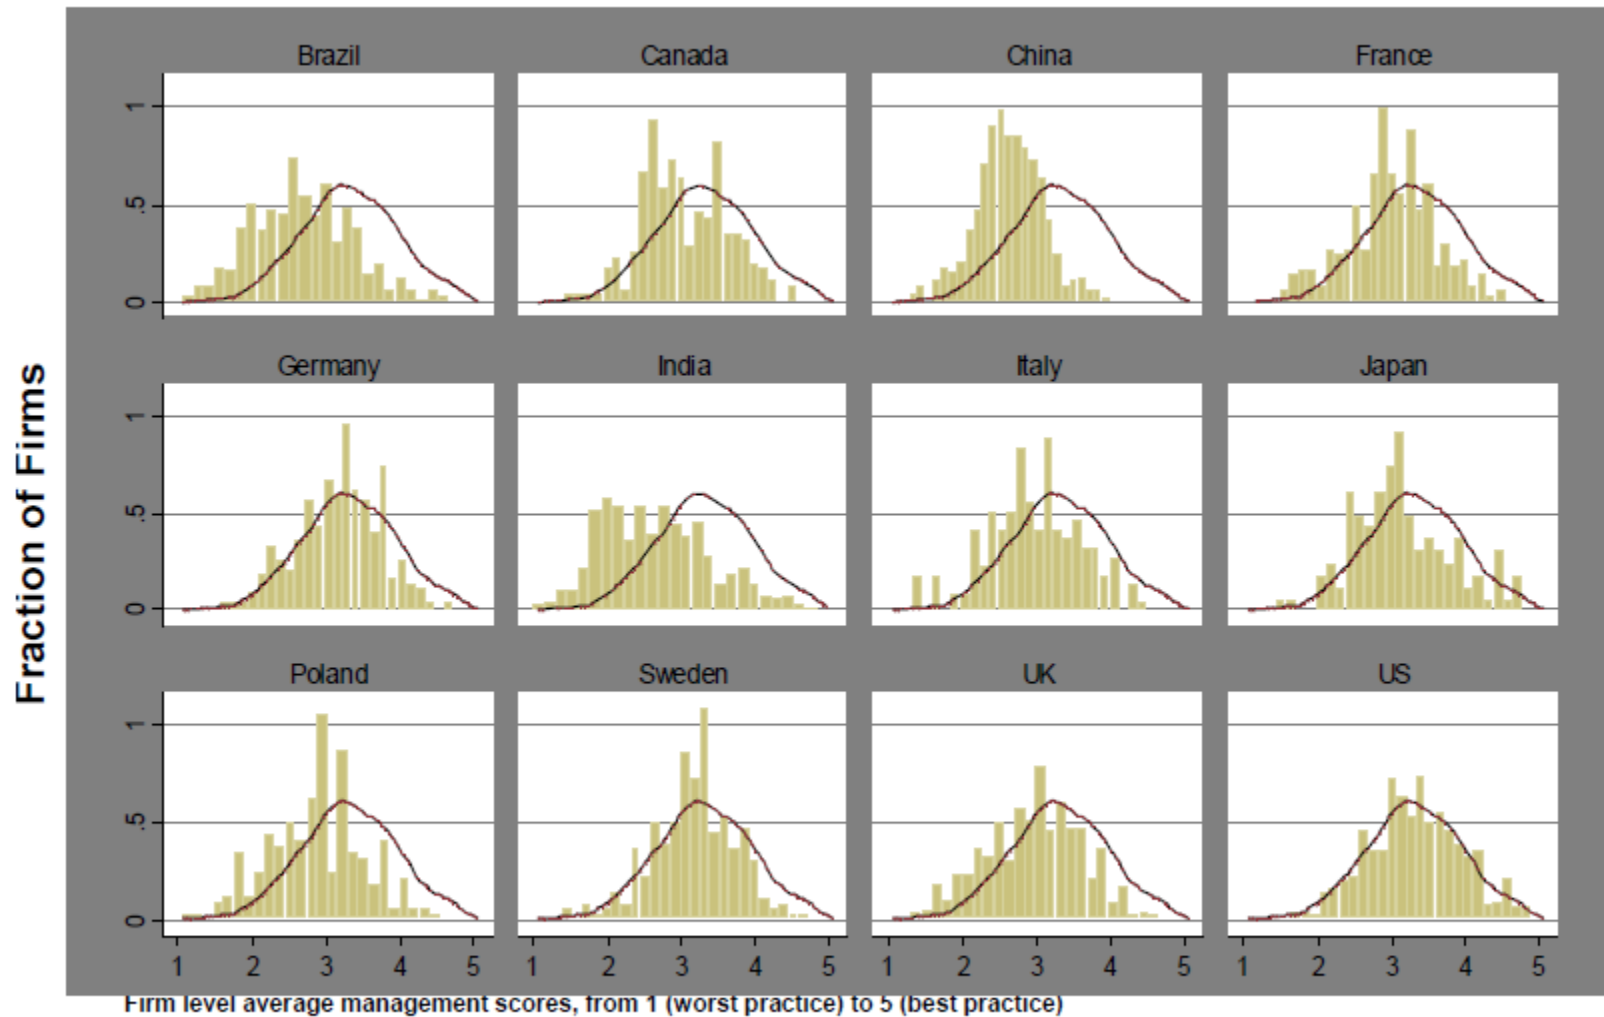 Brazil Canada China France
1
.5
0
Germany India Italy Japan
1
.5
0
Fraction of Firms
Poland Sweden UK US
1
.5
0
1 2 3 4 5 1 2 3 4 5 1 2 3 4 5 1 2 3 4 5
Firm level average management scores, from 1 (worst practice) to 5 (best practice)